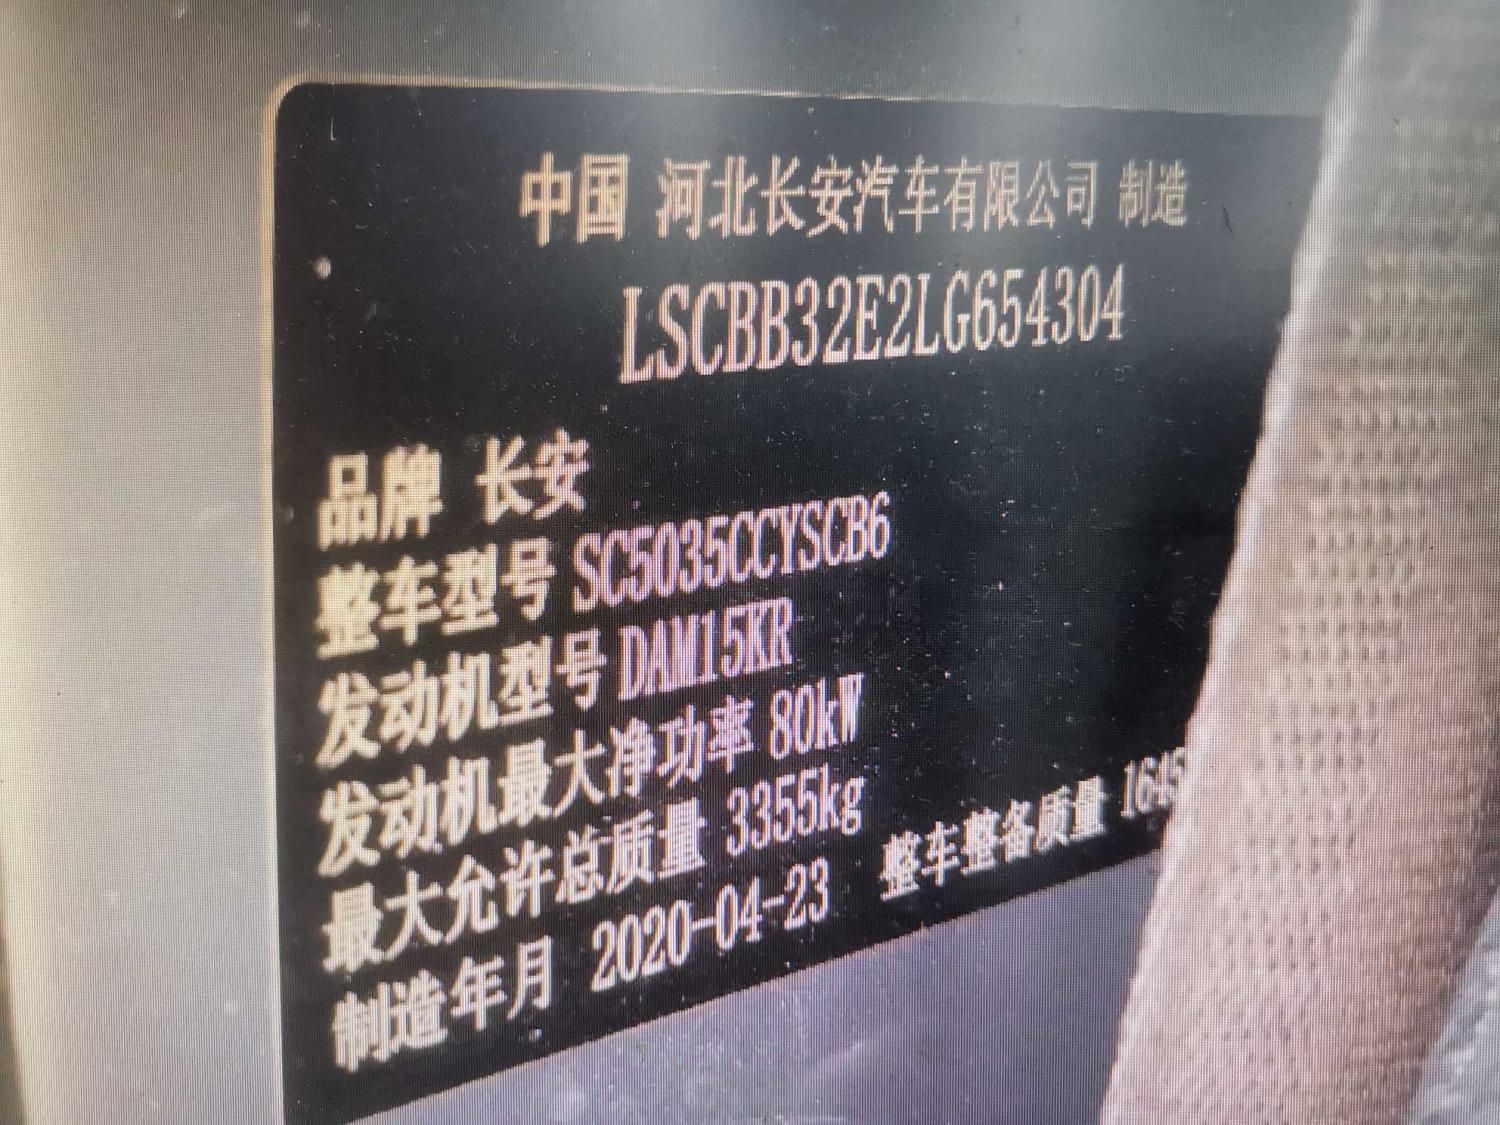 中国 河北长安汽车有限公司 制造
LSCBB32E2LG654304
品牌 长安
整车型号 SC5035CCYSCB6
发动机型号 DAM15KR
发动机最大净功率 80kW
最大允许总质量 3355kg 整车整备质量 1645
制造年月 2020-04-23